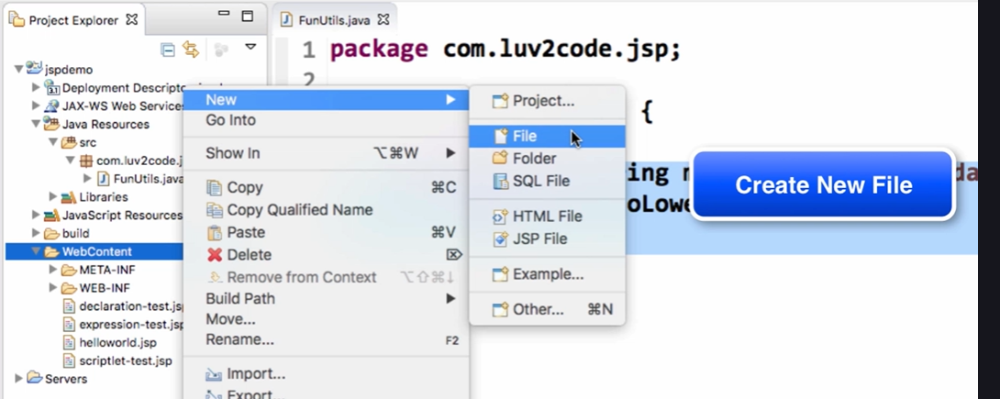 Project Explorer
FunUtils.java
jspdemo
Deployment Descripto
JAX-WS Web Services
Java Resources
src
com.luv2code.j
FunUtils.java
Libraries
JavaScript Resources
build
WebContent
META-INF
WEB-INF
declaration-test.jsp
expression-test.jsp
helloworld.jsp
scriptlet-test.jsp
Servers
New
Go Into
Show In ⌥⌘W
Copy ⌘C
Copy Qualified Name
Paste ⌘V
Delete ⌦
Remove from Context ⌥⇧⌘↓
Build Path
Move...
Rename... F2
Import...
Export...
Project...
File
Folder
SQL File
HTML File
JSP File
Example...
Other... ⌘N
1 package com.luv2code.jsp;
2
{
ing
da
oLowe
Create New File